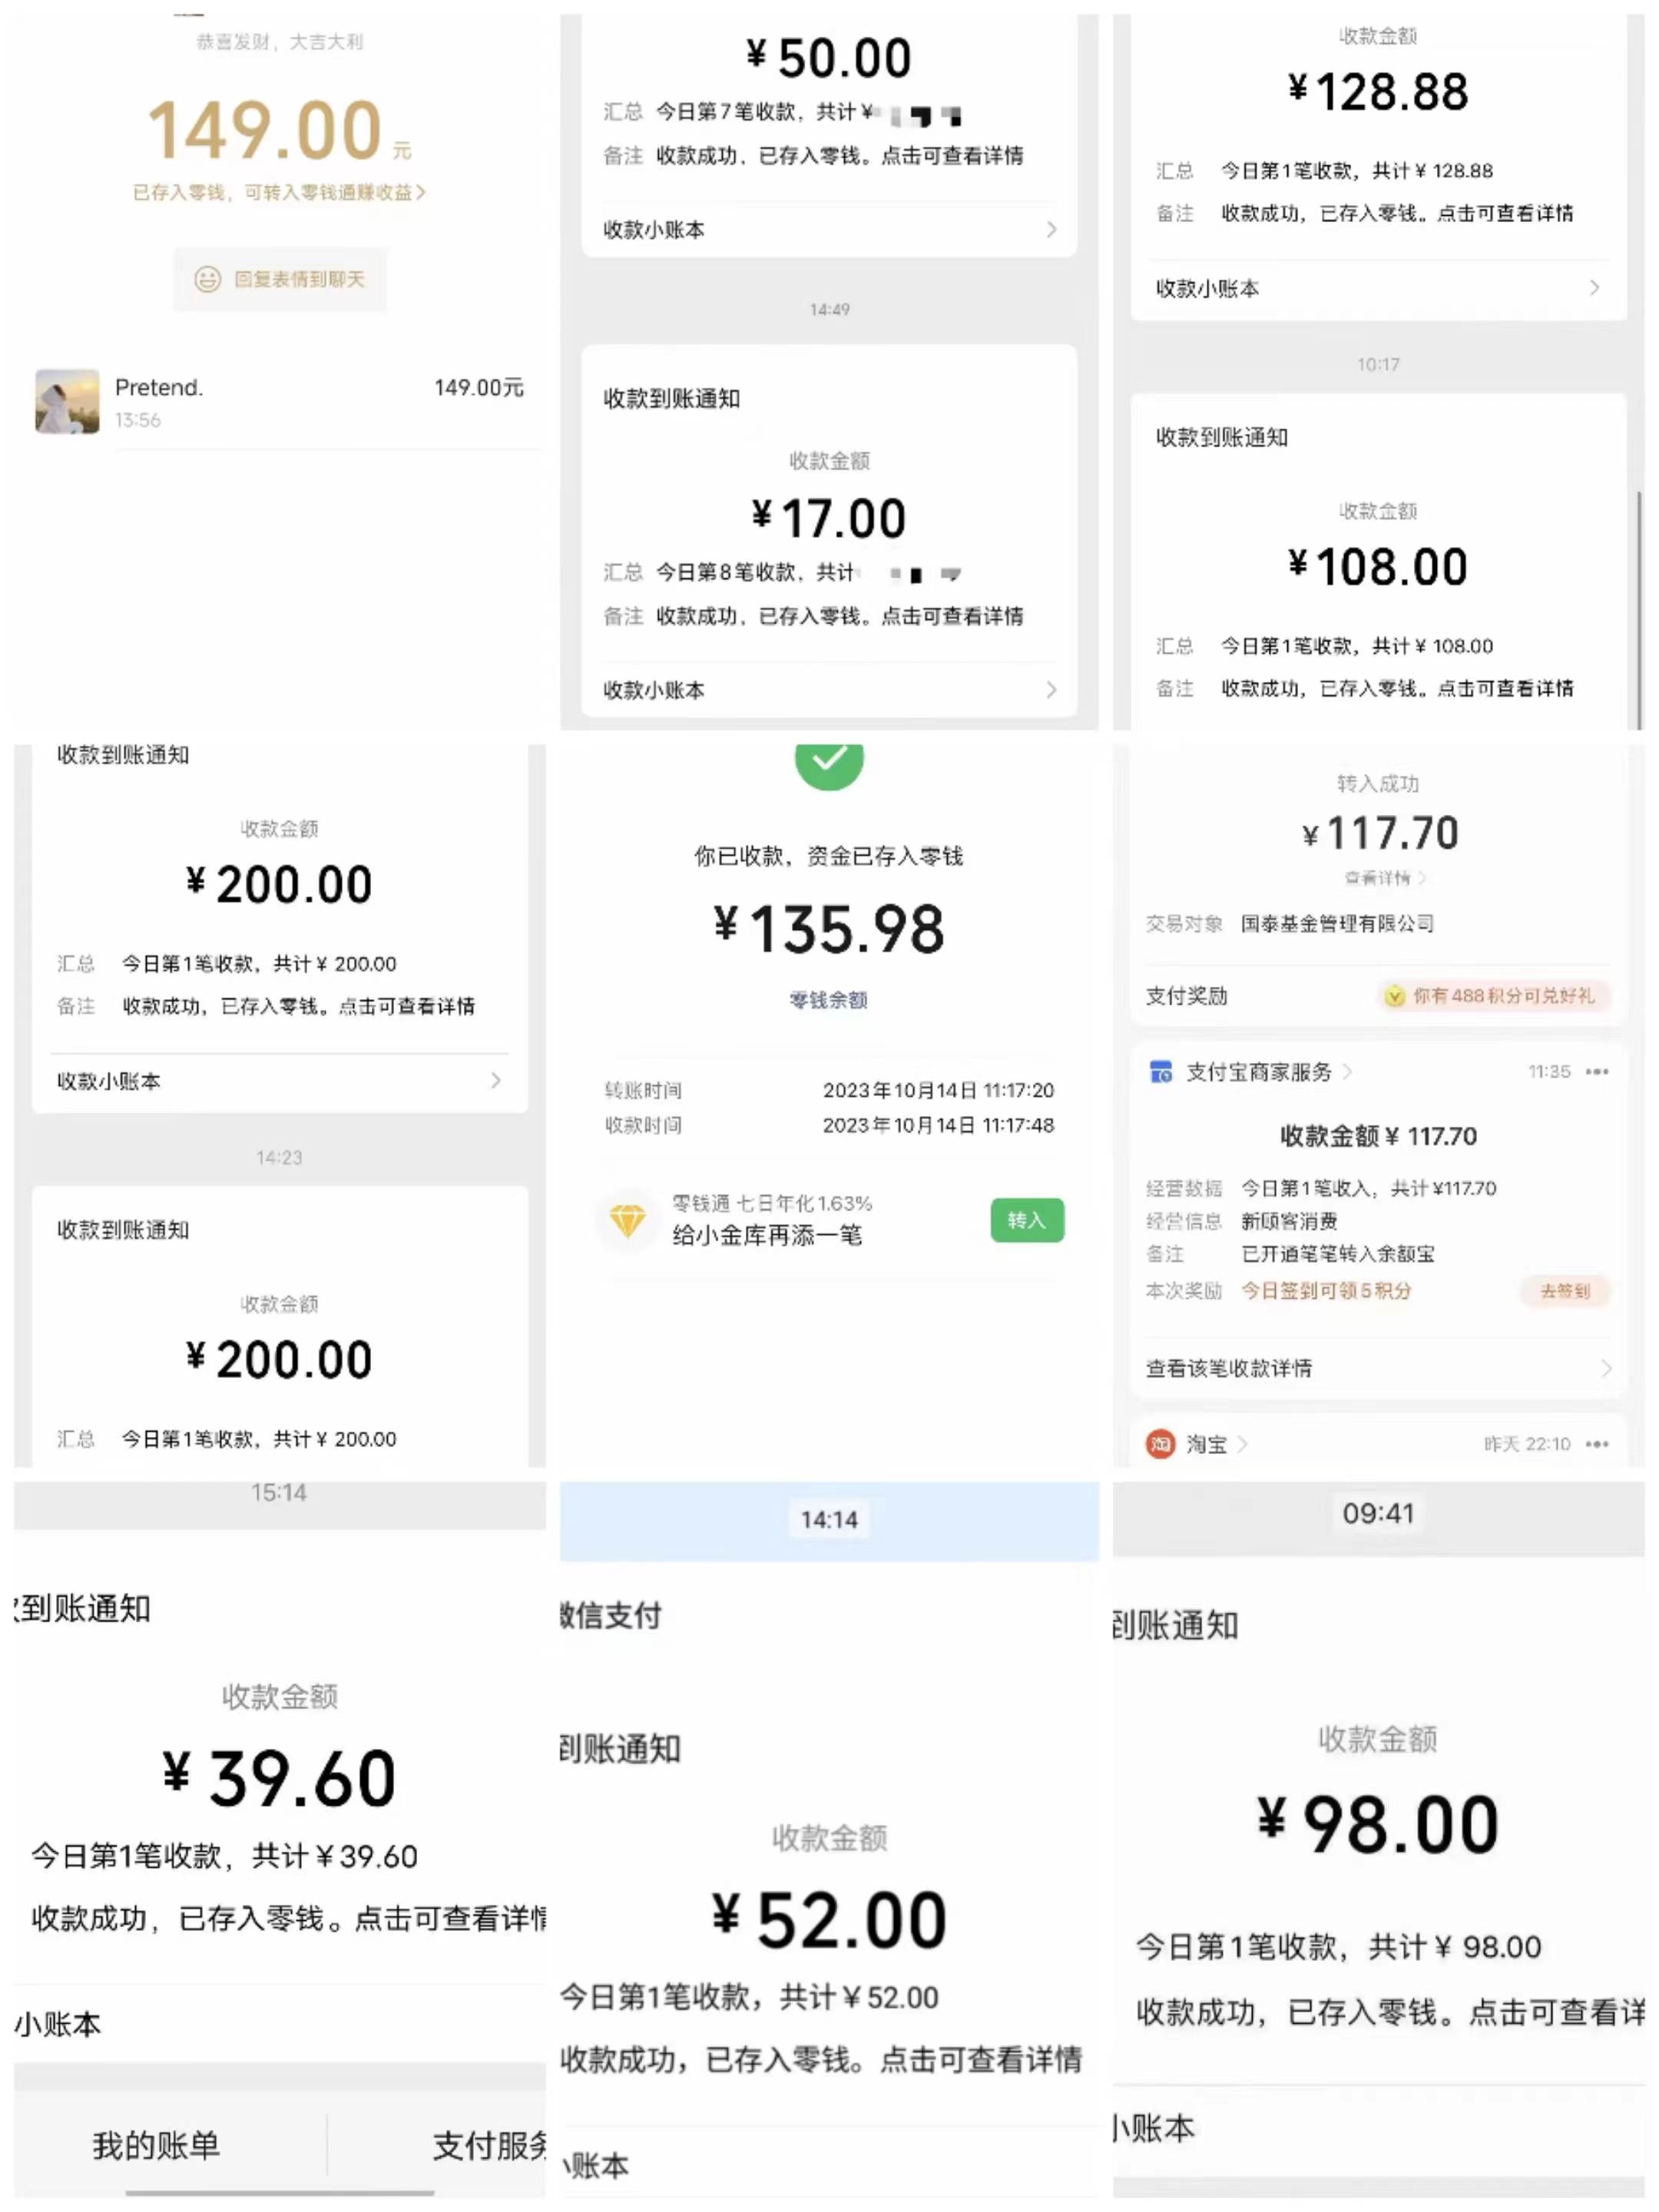 恭喜发财，大吉大利
149.00元
已存入零钱，可转入零钱通赚收益>
回复表情到聊天
Pretend. 149.00元
13:56
¥50.00
汇总 今日第7笔收款，共计¥
备注 收款成功，已存入零钱。点击可查看详情
收款小账本
14:49
收款到账通知
收款金额
¥17.00
汇总 今日第8笔收款，共计
备注 收款成功，已存入零钱。点击可查看详情
收款小账本
收款金额
¥128.88
汇总 今日第1笔收款，共计¥ 128.88
备注 收款成功，已存入零钱。点击可查看详情
收款小账本
10:17
收款到账通知
收款金额
¥108.00
汇总 今日第1笔收款，共计¥ 108.00
备注 收款成功，已存入零钱。点击可查看详情
收款到账通知
收款金额
¥200.00
汇总 今日第1笔收款，共计¥ 200.00
备注 收款成功，已存入零钱。点击可查看详情
收款小账本
14:23
收款到账通知
收款金额
¥200.00
汇总 今日第1笔收款，共计¥ 200.00
你已收款，资金已存入零钱
¥135.98
零钱余额
转账时间 2023年10月14日 11:17:20
收款时间 2023年10月14日 11:17:48
零钱通 七日年化1.63%
给小金库再添一笔
转入
转入成功
¥117.70
查看详情>
交易对象 国泰基金管理有限公司
支付奖励 你有488积分可兑好礼
支付宝商家服务> 11:35
收款金额¥ 117.70
经营数据 今日第1笔收入，共计¥117.70
经营信息 新顾客消费
备注 已开通笔笔转入余额宝
本次奖励 今日签到可领5积分 去签到
查看该笔收款详情
淘 淘宝> 昨天 22:10
15:14
到账通知
收款金额
¥39.60
今日第1笔收款，共计¥39.60
收款成功，已存入零钱。点击可查看详情
小账本
我的账单 支付服务
14:14
微信支付
到账通知
收款金额
¥52.00
今日第1笔收款，共计¥52.00
收款成功，已存入零钱。点击可查看详情
小账本
09:41
到账通知
收款金额
¥98.00
今日第1笔收款，共计¥ 98.00
收款成功，已存入零钱。点击可查看详
小账本